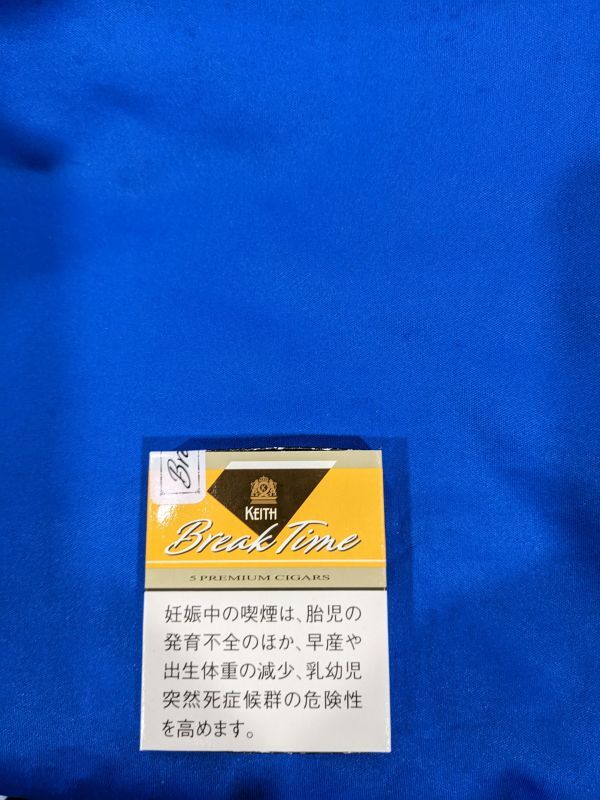 Bre
KEITH
Break Time
5 PREMIUM CIGARS
妊娠中の喫煙は、胎児の
発育不全のほか、早産や
出生体重の減少、乳幼児
突然死症候群の危険性
を高めます。